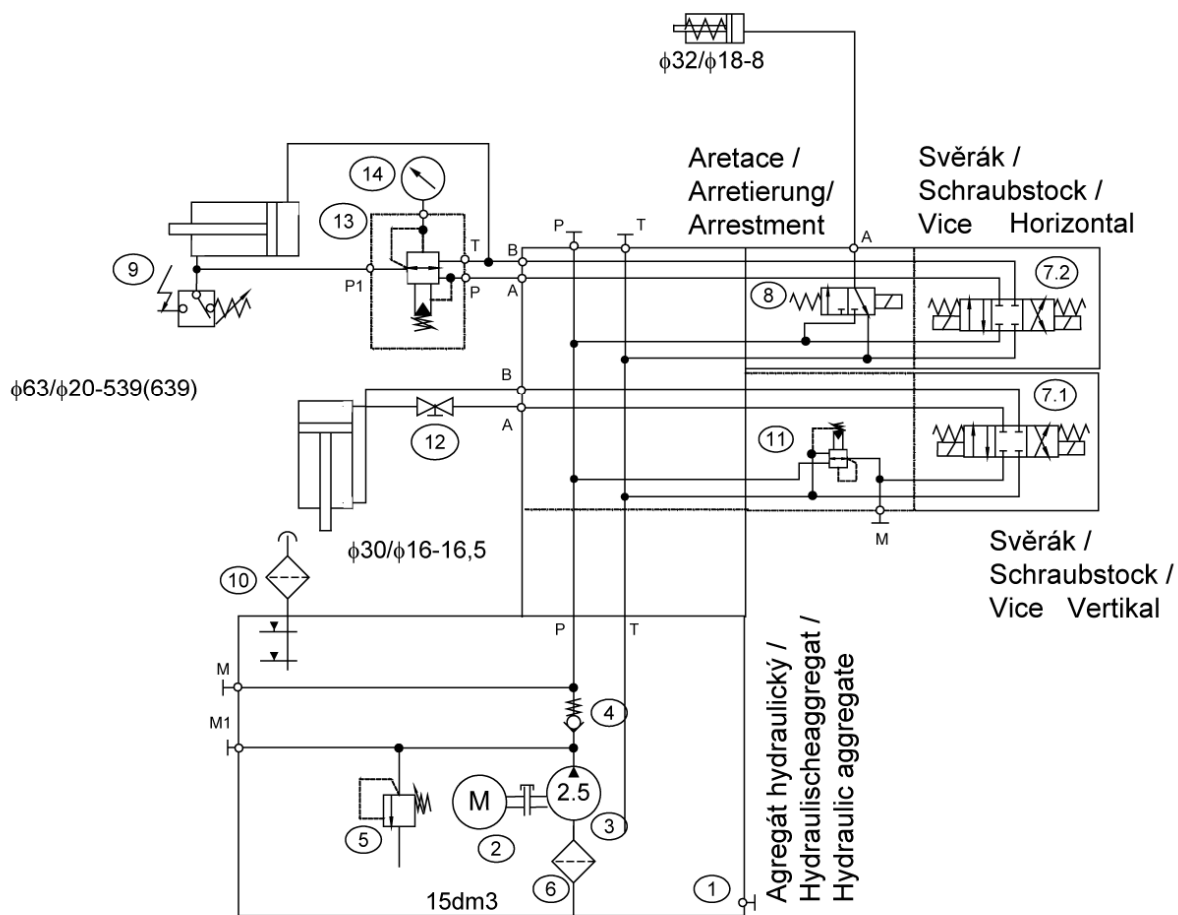 ϕ32/ϕ18-8
Aretace /
Arretierung/
Arrestment
Svěrák /
Schraubstock /
Vice Horizontal
14
13
P
T
A
T
B
9
P1
P
A
8
7.2
ϕ63/ϕ20-539(639)
B
A
12
11
7.1
M
ϕ30/ϕ16-16,5
Svěrák /
Schraubstock /
Vice Vertikal
10
P
T
M
4
M1
M
2.5
5
2
3
6
1
15dm3
Agregát hydraulický /
Hydraulischeaggregat /
Hydraulic aggregate